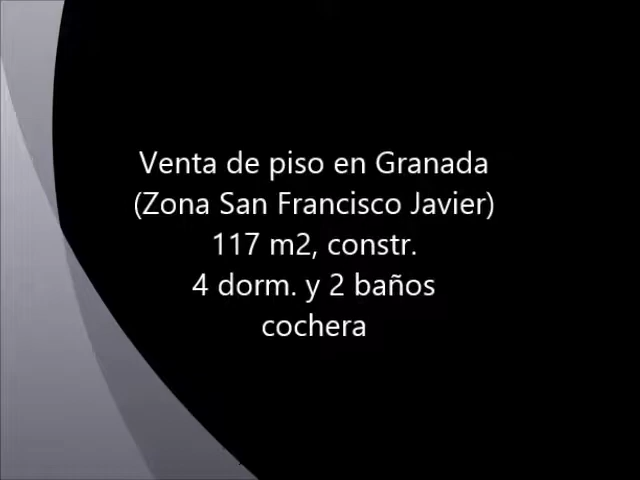 Venta de piso en Granada
(Zona San Francisco Javier)
117 m2, constr.
4 dorm. y 2 baños
cochera